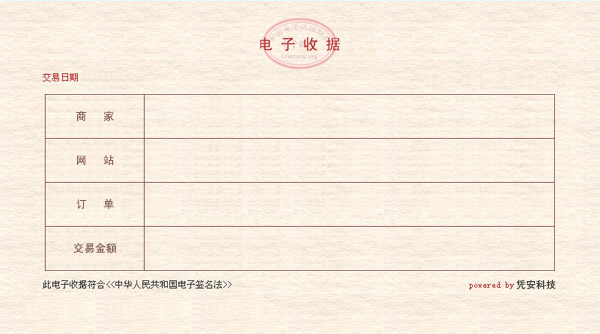 电子收据
交易日期
商 家
网 站
订 单
交易金额
此电子收据符合<<中华人民共和国电子签名法>>
powered by 凭安科技